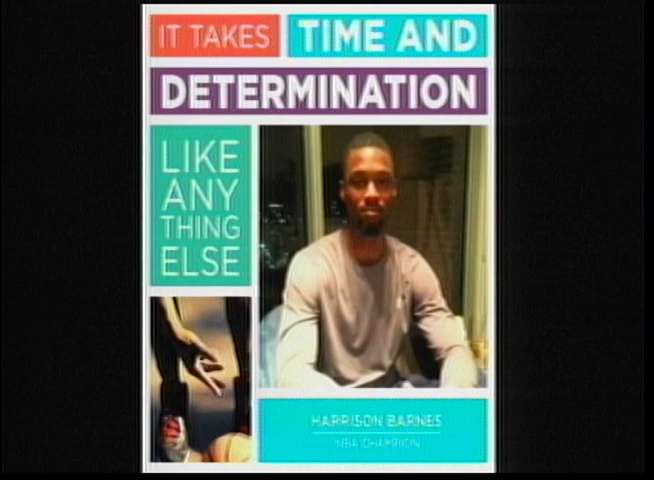 IT TAKES TIME AND
DETERMINATION
LIKE
ANY
THING
ELSE
HARRISON BARNES
NBA CHAMPION